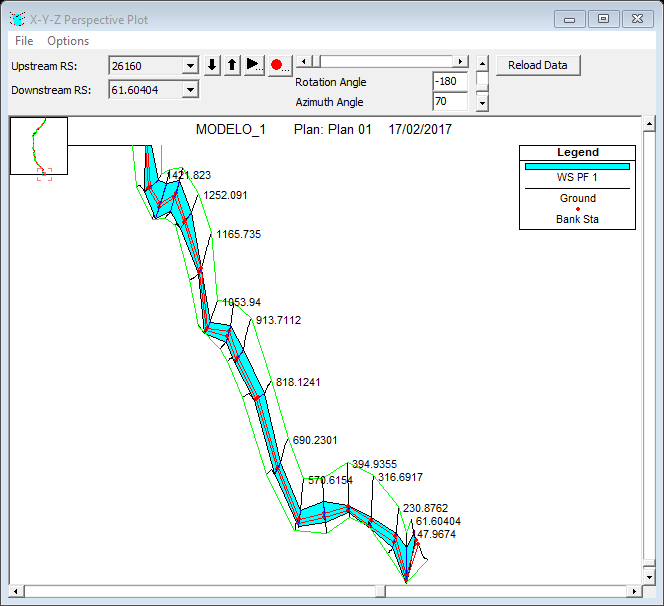 X-Y-Z Perspective Plot
File Options
Upstream RS: 26160
Downstream RS: 61.60404
Rotation Angle -180
Azimuth Angle 70
Reload Data
MODELO_1 Plan: Plan 01 17/02/2017
Legend
WS PF 1
Ground
Bank Sta
1421.823
1252.091
1165.735
1053.94
913.7112
818.1241
690.2301
570.6154
394.9355
316.6917
230.8762
61.60404
47.9674